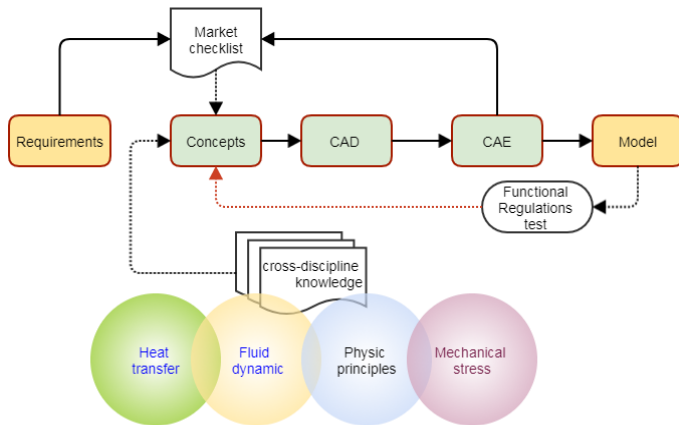 Market
checklist
Requirements
Concepts
CAD
CAE
Model
Functional
Regulations
test
cross-discipline
knowledge
Heat
transfer
Fluid
dynamic
Physic
principles
Mechanical
stress